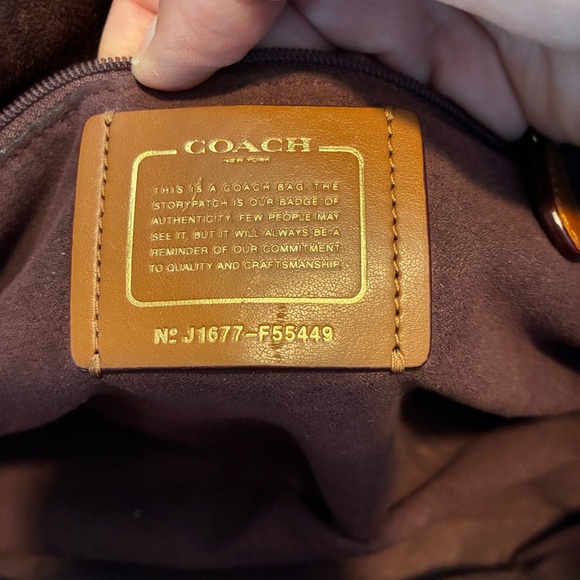 COACH
NEW YORK
THIS IS A COACH BAG. THE
STORYPATCH IS OUR BADGE OF
AUTHENTICITY. FEW PEOPLE MAY
SEE IT, BUT IT WILL ALWAYS BE A
REMINDER OF OUR COMMITMENT
TO QUALITY AND CRAFTSMANSHIP.
Nº J1677-F55449